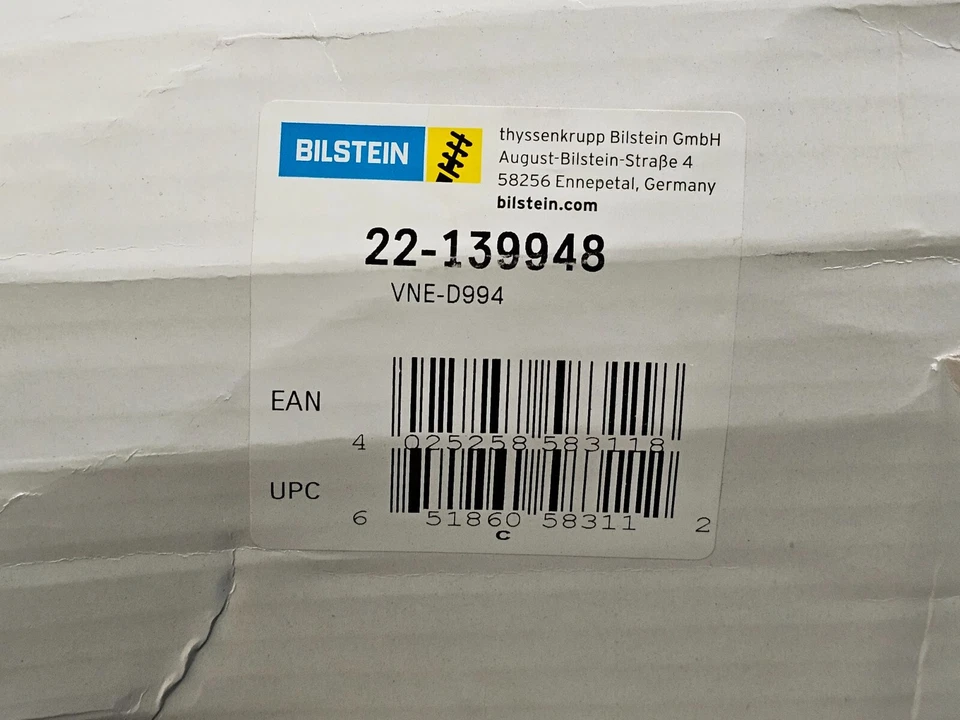 BILSTEIN
thyssenkrupp Bilstein GmbH
August-Bilstein-Straße 4
58256 Ennepetal, Germany
bilstein.com
22-139948
VNE-D994
EAN
4 025258 583118
UPC
6 51860 58311 2
C